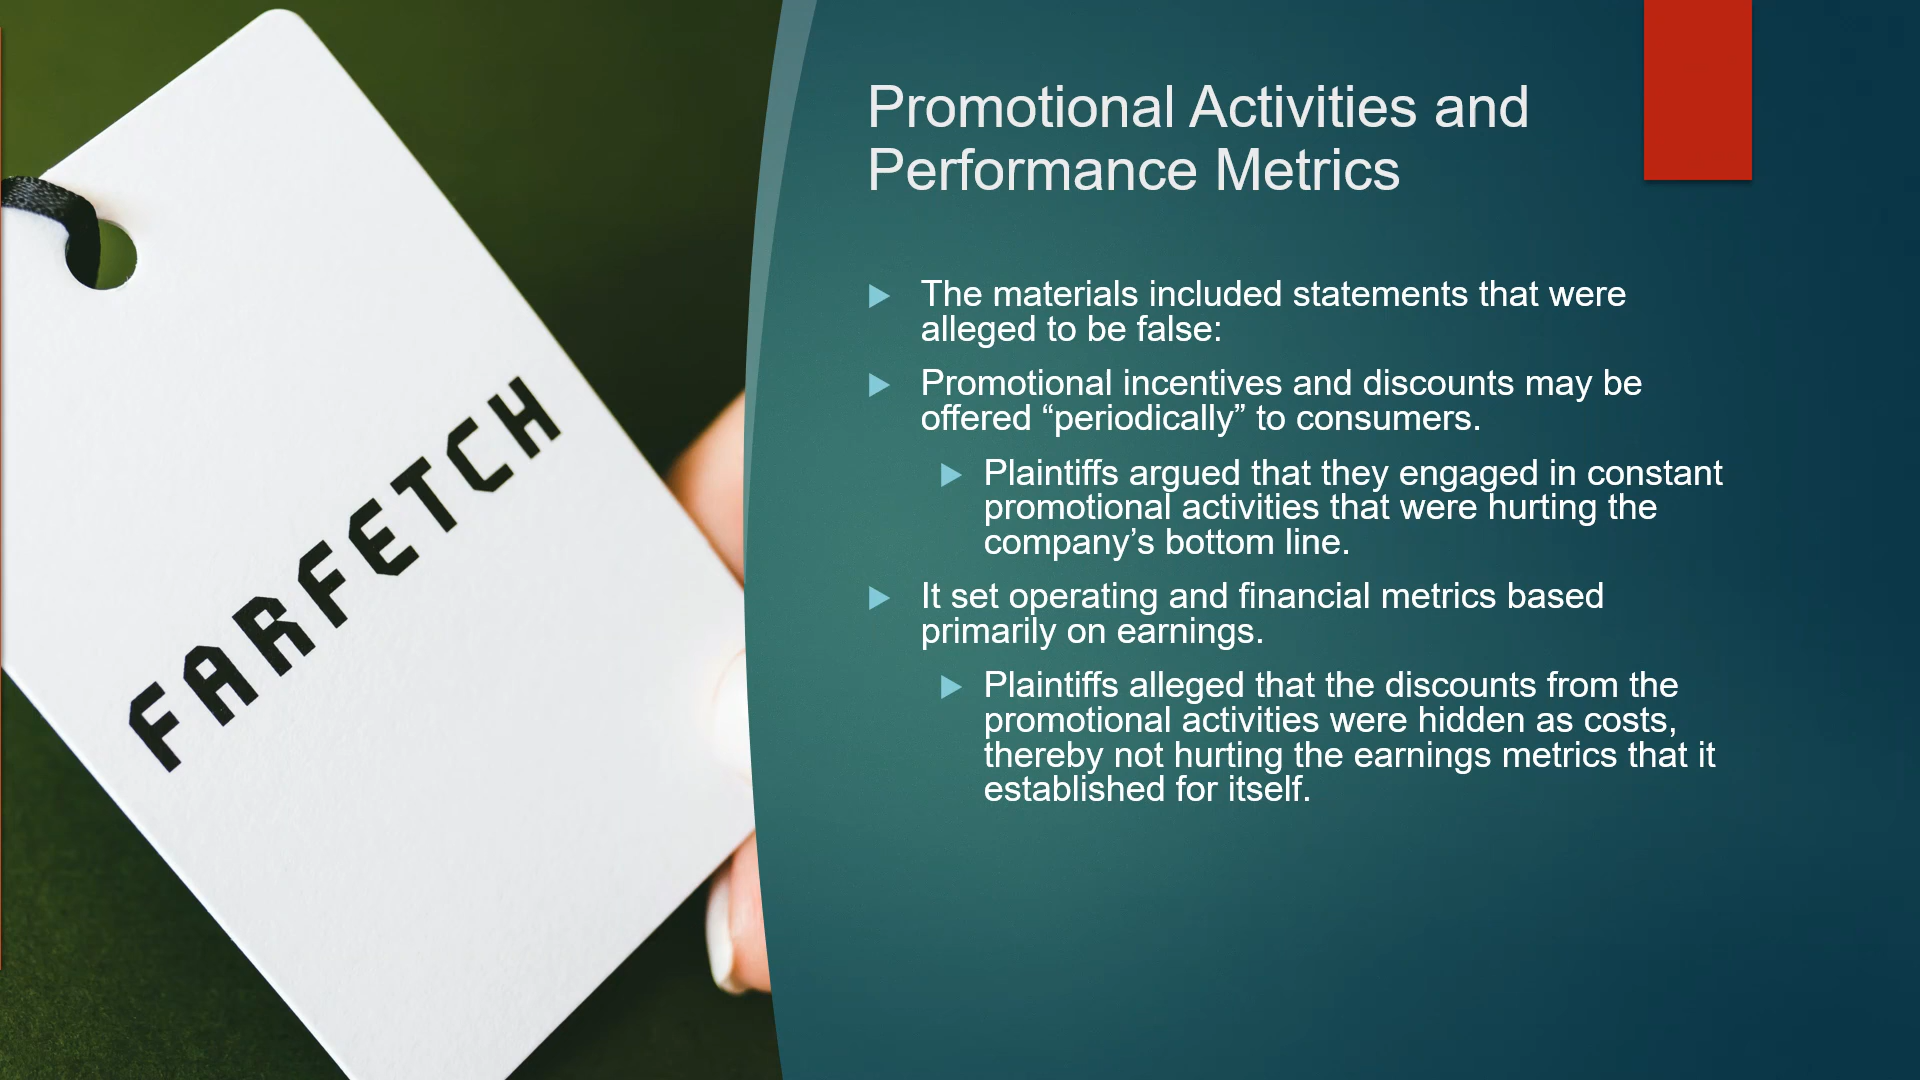 FARFETCH
Promotional Activities and
Performance Metrics
The materials included statements that were
alleged to be false:
Promotional incentives and discounts may be
offered “periodically” to consumers.
Plaintiffs argued that they engaged in constant
promotional activities that were hurting the
company’s bottom line.
It set operating and financial metrics based
primarily on earnings.
Plaintiffs alleged that the discounts from the
promotional activities were hidden as costs,
thereby not hurting the earnings metrics that it
established for itself.